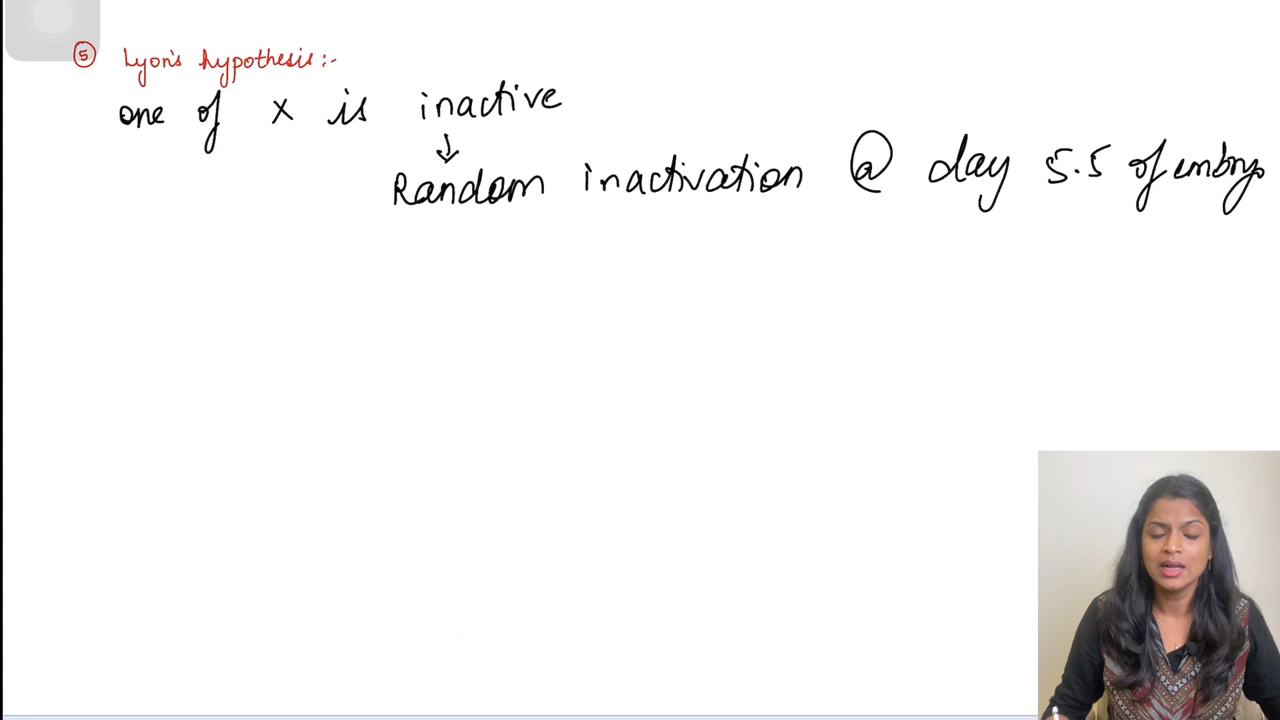 5 Lyon's hypothesis:-
one of X is inactive
↓
Random inactivation @ day 5.5 of embryo